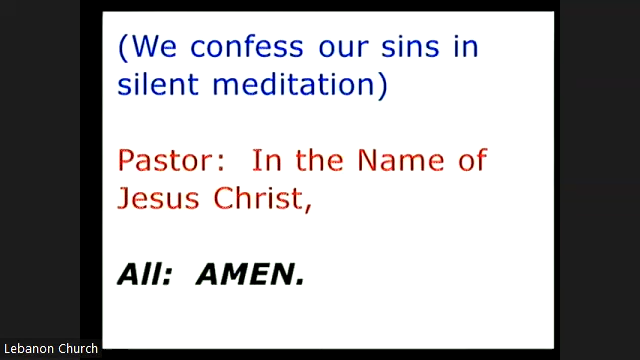 (We confess our sins in
silent meditation)
Pastor:  In the Name of
Jesus Christ,
All:  AMEN.
Lebanon Church